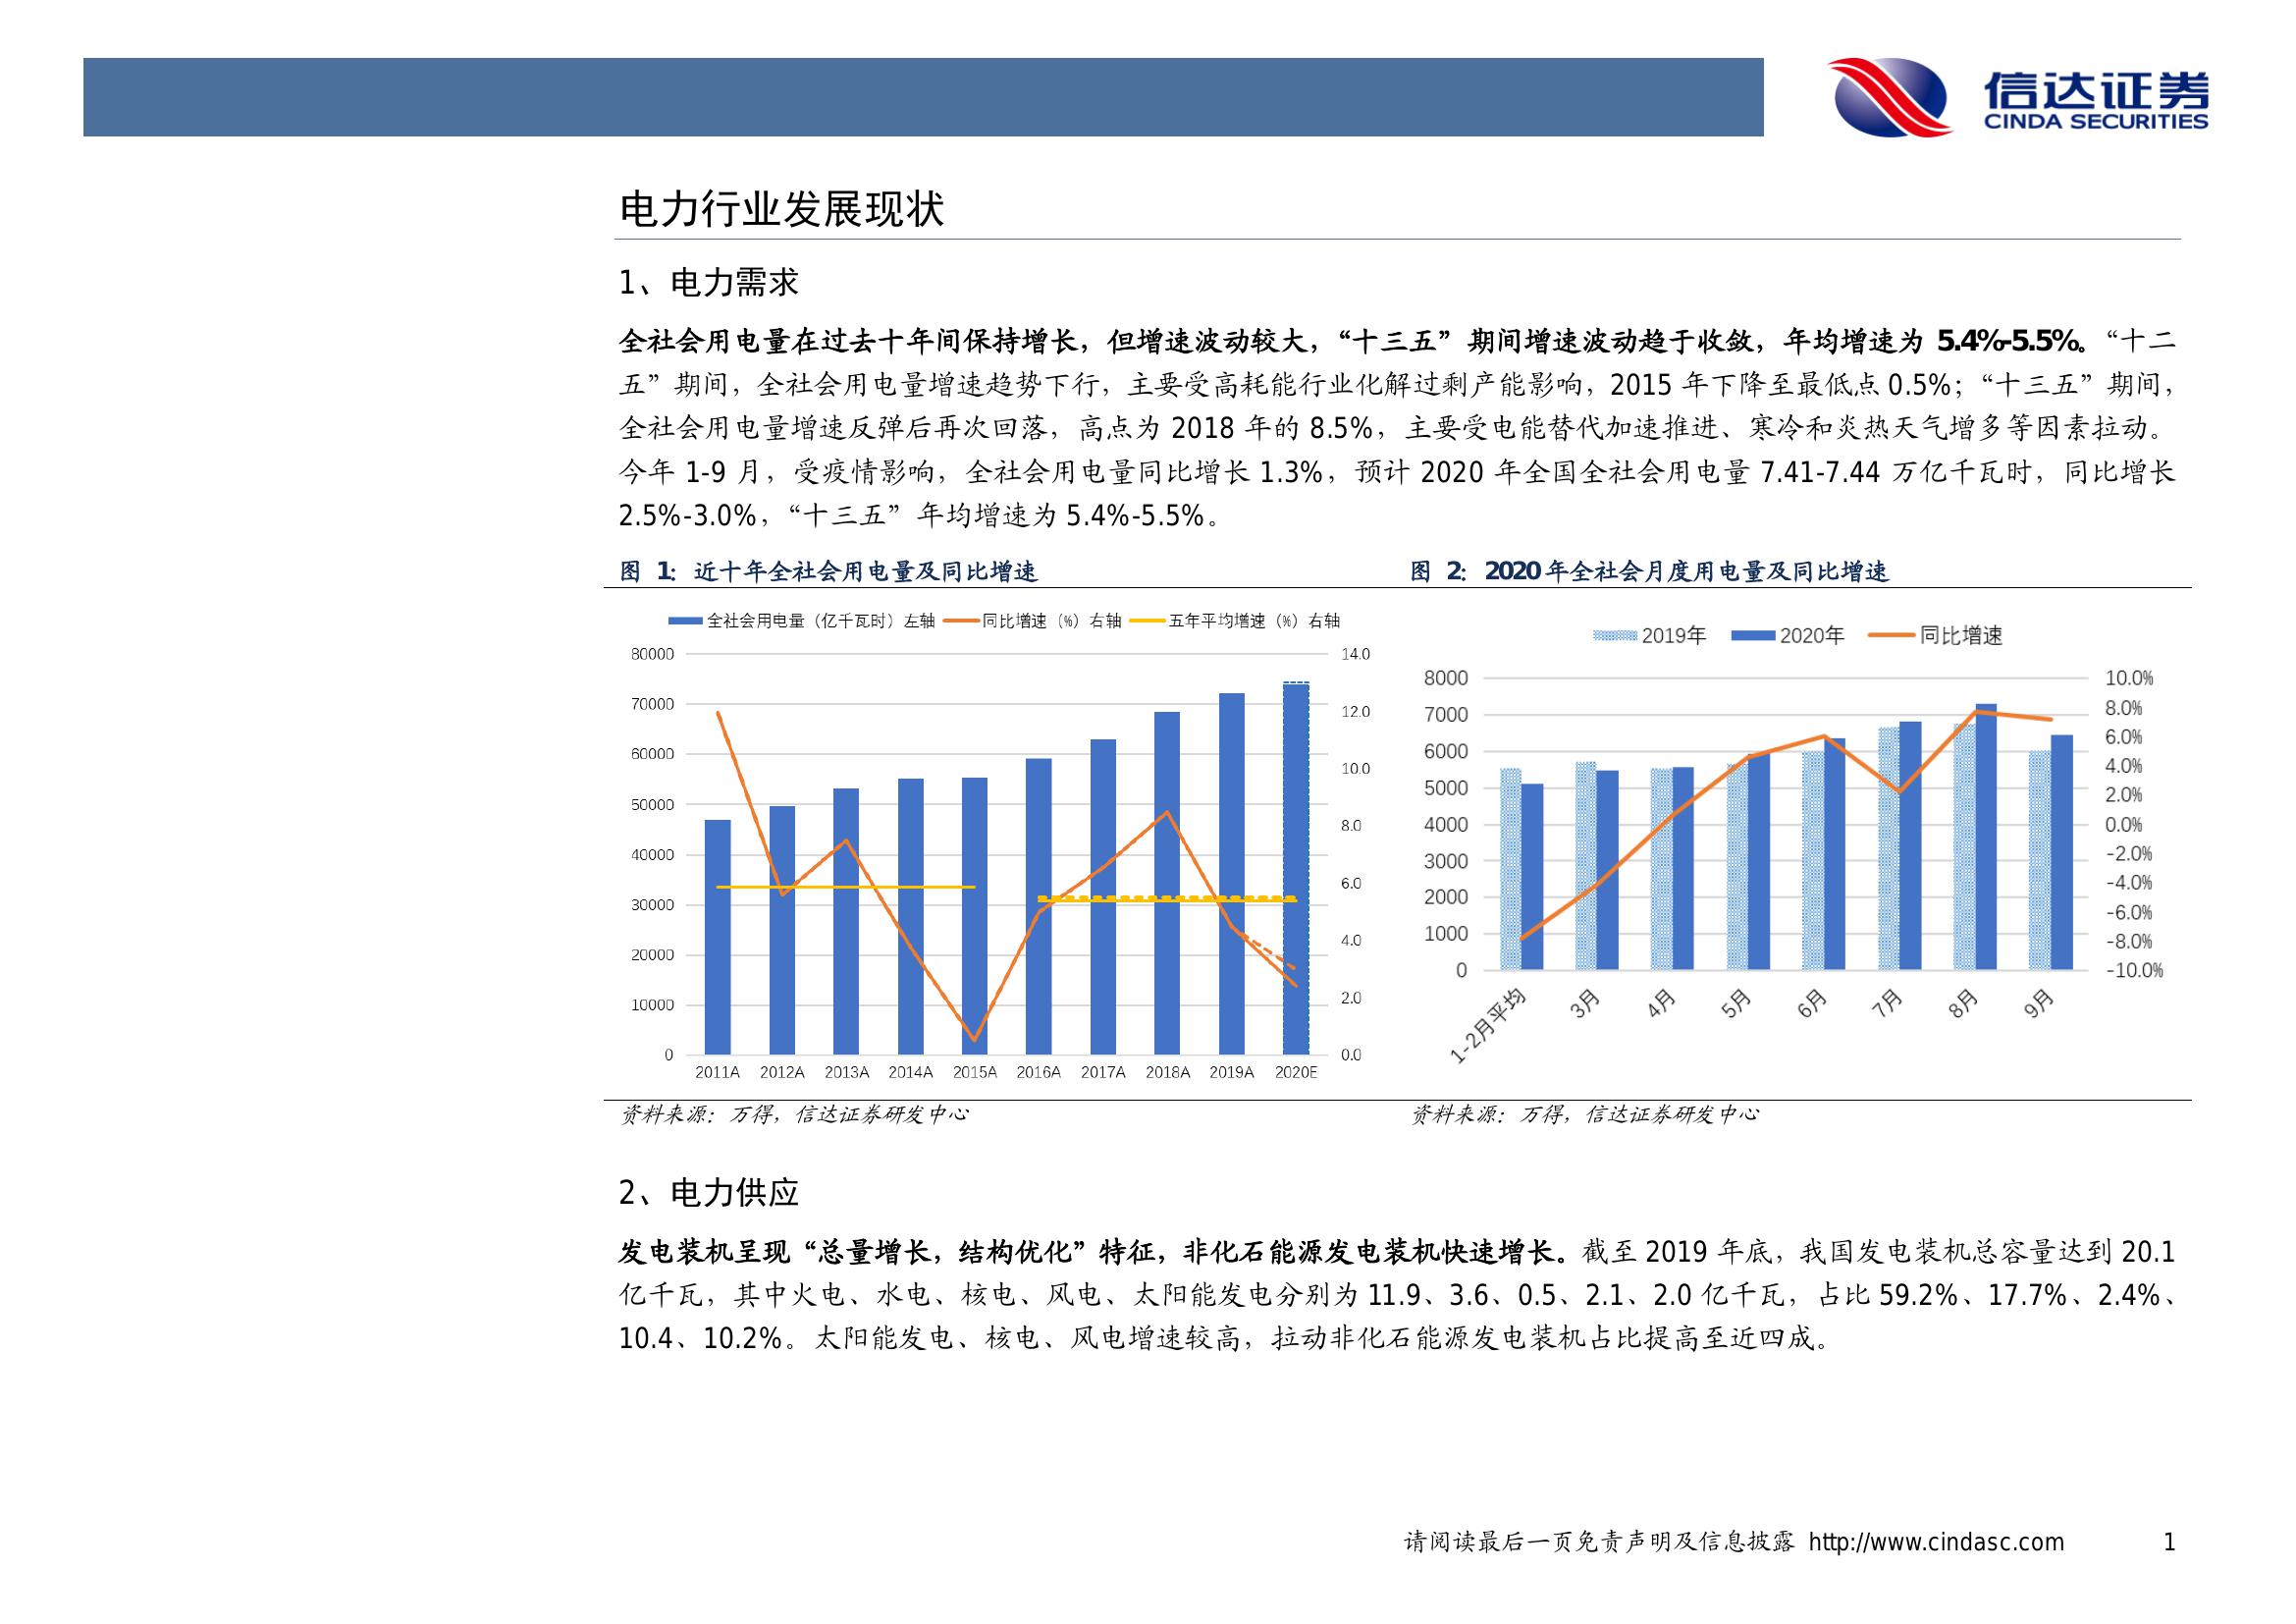 信达证券
CINDA SECURITIES
电力行业发展现状
1、电力需求
全社会用电量在过去十年间保持增长，但增速波动较大，“十三五”期间增速波动趋于收敛，年均增速为 5.4%-5.5%。“十二
五”期间，全社会用电量增速趋势下行，主要受高耗能行业化解过剩产能影响，2015 年下降至最低点 0.5%；“十三五”期间，
全社会用电量增速反弹后再次回落，高点为 2018 年的 8.5%，主要受电能替代加速推进、寒冷和炎热天气增多等因素拉动。
今年 1-9 月，受疫情影响，全社会用电量同比增长 1.3%，预计 2020 年全国全社会用电量 7.41-7.44 万亿千瓦时，同比增长
2.5%-3.0%，“十三五”年均增速为 5.4%-5.5%。
图 1: 近十年全社会用电量及同比增速
全社会用电量（亿千瓦时）左轴 同比增速（%）右轴 五年平均增速（%）右轴
80000
70000
60000
50000
40000
30000
20000
10000
0
14.0
12.0
10.0
8.0
6.0
4.0
2.0
0.0
2011A 2012A 2013A 2014A 2015A 2016A 2017A 2018A 2019A 2020E
资料来源：万得，信达证券研发中心
图 2: 2020 年全社会月度用电量及同比增速
2019年 2020年 同比增速
8000
7000
6000
5000
4000
3000
2000
1000
0
10.0%
8.0%
6.0%
4.0%
2.0%
0.0%
-2.0%
-4.0%
-6.0%
-8.0%
-10.0%
1-2月平均 3月 4月 5月 6月 7月 8月 9月
资料来源：万得，信达证券研发中心
2、电力供应
发电装机呈现“总量增长，结构优化”特征，非化石能源发电装机快速增长。截至 2019 年底，我国发电装机总容量达到 20.1
亿千瓦，其中火电、水电、核电、风电、太阳能发电分别为 11.9、3.6、0.5、2.1、2.0 亿千瓦，占比 59.2%、17.7%、2.4%、
10.4、10.2%。太阳能发电、核电、风电增速较高，拉动非化石能源发电装机占比提高至近四成。
请阅读最后一页免责声明及信息披露 http://www.cindasc.com 1